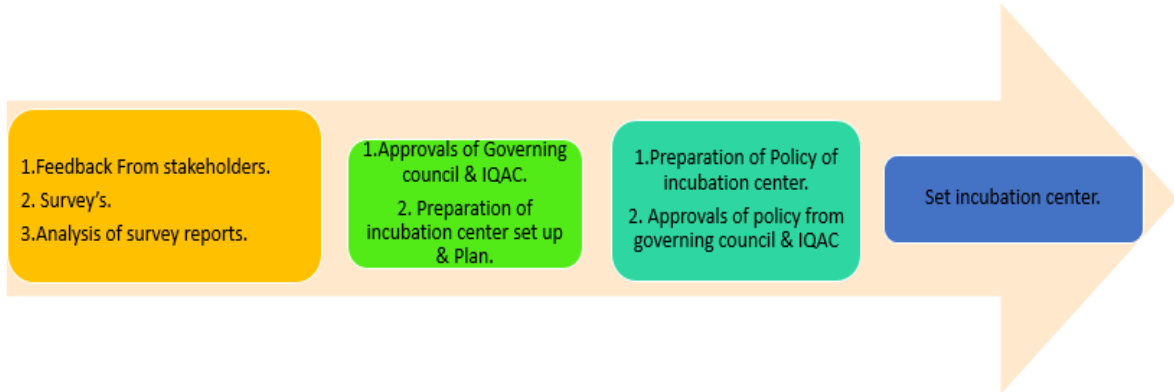 1.Feedback From stakeholders.
2. Survey’s.
3.Analysis of survey reports.
1.Approvals of Governing
council & IQAC.
2. Preparation of
incubation center set up
& Plan.
1.Preparation of Policy of
incubation center.
2. Approvals of policy from
governing council & IQAC
Set incubation center.